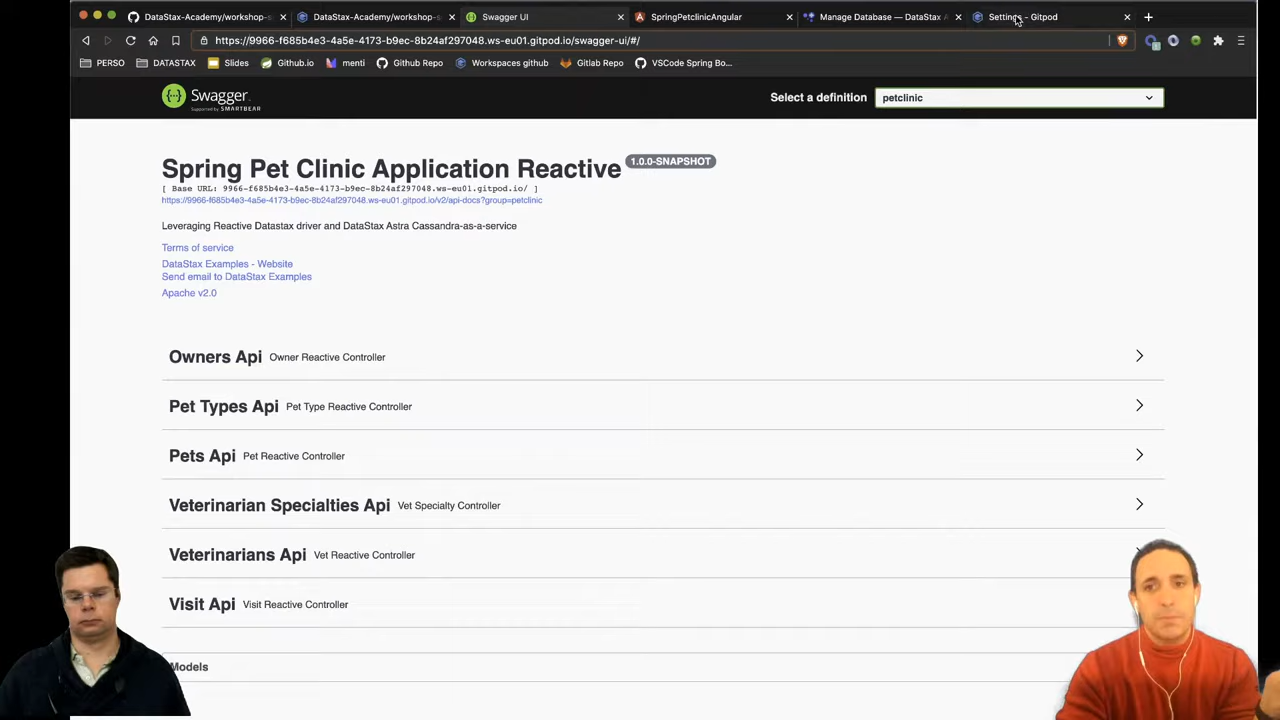 DataStax-Academy/workshop-s
DataStax-Academy/workshop-s
Swagger UI
SpringPetclinicAngular
Manage Database — DataStax A
Settings - Gitpod
https://9966-f685b4e3-4a5e-4173-b9ec-8b24af297048.ws-eu01.gitpod.io/swagger-ui/#/
PERSO
DATASTAX
Slides
Github.io
menti
Github Repo
Workspaces github
Gitlab Repo
VSCode Spring Bo...
Swagger
Supported by SMARTBEAR
Select a definition
petclinic
Spring Pet Clinic Application Reactive 1.0.0-SNAPSHOT
[ Base URL: 9966-f685b4e3-4a5e-4173-b9ec-8b24af297048.ws-eu01.gitpod.io/ ]
https://9966-f685b4e3-4a5e-4173-b9ec-8b24af297048.ws-eu01.gitpod.io/v2/api-docs?group=petclinic
Leveraging Reactive Datastax driver and DataStax Astra Cassandra-as-a-service
Terms of service
DataStax Examples - Website
Send email to DataStax Examples
Apache v2.0
Owners Api Owner Reactive Controller
Pet Types Api Pet Type Reactive Controller
Pets Api Pet Reactive Controller
Veterinarian Specialties Api Vet Specialty Controller
Veterinarians Api Vet Reactive Controller
Visit Api Visit Reactive Controller
Models